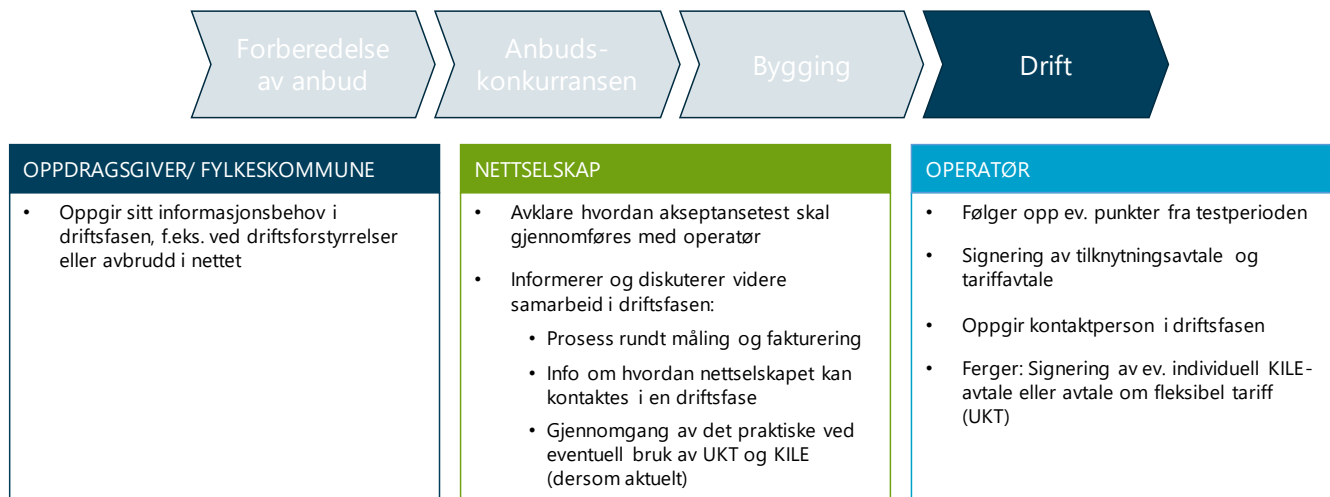 Forberedelse
av anbud
Anbuds-
konkurransen
Bygging
Drift
OPPDRAGSGIVER/ FYLKESKOMMUNE
• Oppgir sitt informasjonsbehov i
driftsfasen, f.eks. ved driftsforstyrrelser
eller avbrudd i nettet
NETTSELSKAP
• Avklare hvordan akseptansetest skal
gjennomføres med operatør
• Informerer og diskuterer videre
samarbeid i driftsfasen:
• Prosess rundt måling og fakturering
• Info om hvordan nettselskapet kan
kontaktes i en driftsfase
• Gjennomgang av det praktiske ved
eventuell bruk av UKT og KILE
(dersom aktuelt)
OPERATØR
• Følger opp ev. punkter fra testperioden
• Signering av tilknytningsavtale og
tariffavtale
• Oppgir kontaktperson i driftsfasen
• Ferger: Signering av ev. individuell KILE-
avtale eller avtale om fleksibel tariff
(UKT)